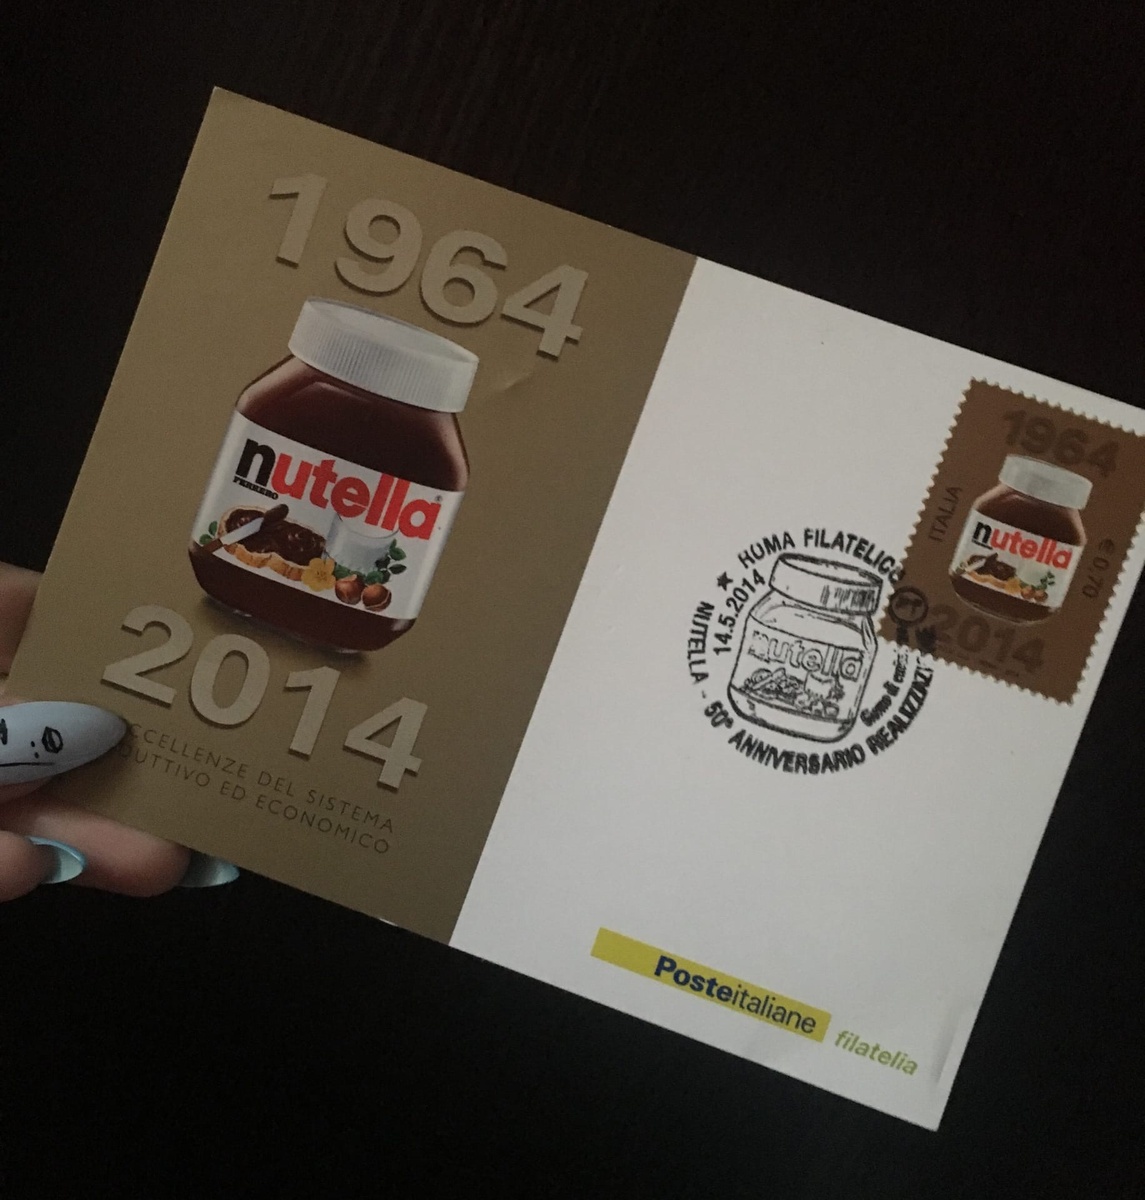 1964
nutella
FERRERO
2014
CCELLENZE DEL SISTEMA
DUTTIVO ED ECONOMICO
1964
ITALIA
nutella
€ 0,70
2014
ROMA FILATELICO
14.5.2014
nutella
NUTELLA - 50° ANNIVERSARIO REALIZZAZI
Posteitaliane
filatelia